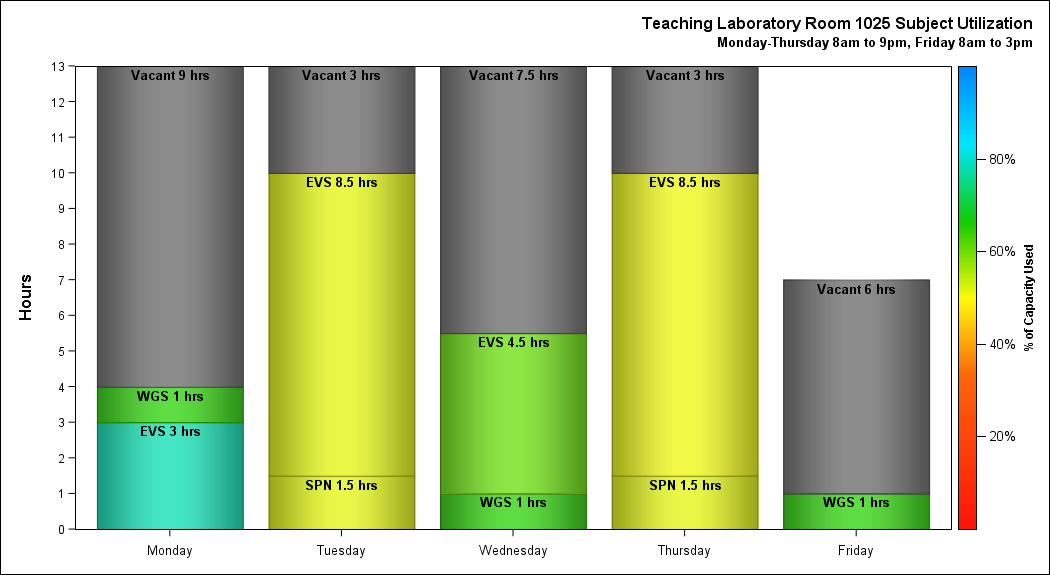 Teaching Laboratory Room 1025 Subject Utilization
Monday-Thursday 8am to 9pm, Friday 8am to 3pm
Hours
13
12
11
10
9
8
7
6
5
4
3
2
1
0
Vacant 9 hrs
WGS 1 hrs
EVS 3 hrs
Vacant 3 hrs
EVS 8.5 hrs
SPN 1.5 hrs
Vacant 7.5 hrs
EVS 4.5 hrs
WGS 1 hrs
Vacant 3 hrs
EVS 8.5 hrs
SPN 1.5 hrs
Vacant 6 hrs
WGS 1 hrs
Monday
Tuesday
Wednesday
Thursday
Friday
80%
60%
40%
20%
% of Capacity Used